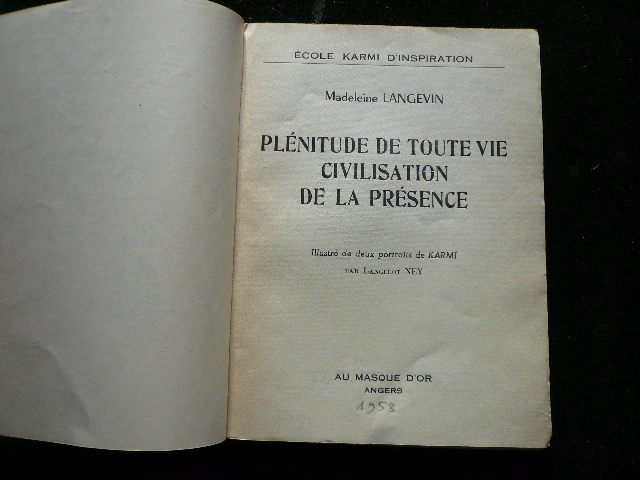 ÉCOLE KARMI D'INSPIRATION
Madeleine LANGEVIN
PLÉNITUDE DE TOUTE VIE
CIVILISATION
DE LA PRÉSENCE
Illustré de deux portraits de KARMI
PAR LANCELOT NEY
AU MASQUE D'OR
ANGERS
1958